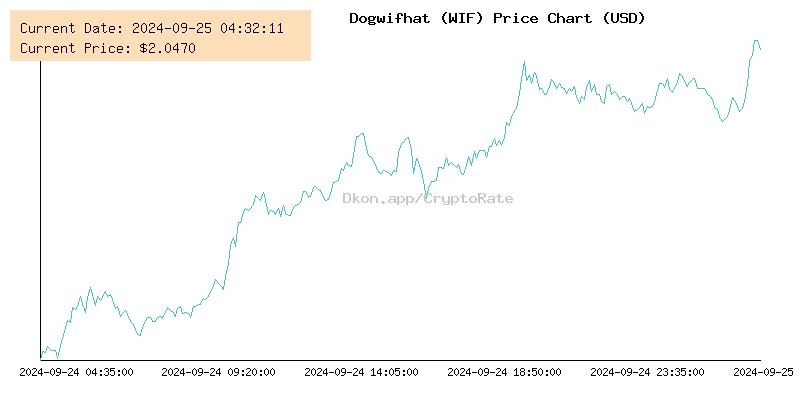 Dogwifhat (WIF) Price Chart (USD)
Current Date: 2024-09-25 04:32:11
Current Price: $2.0470
Dkon.app/CryptoRate
2024-09-24 04:35:00 2024-09-24 09:20:00 2024-09-24 14:05:00 2024-09-24 18:50:00 2024-09-24 23:35:00 2024-09-25